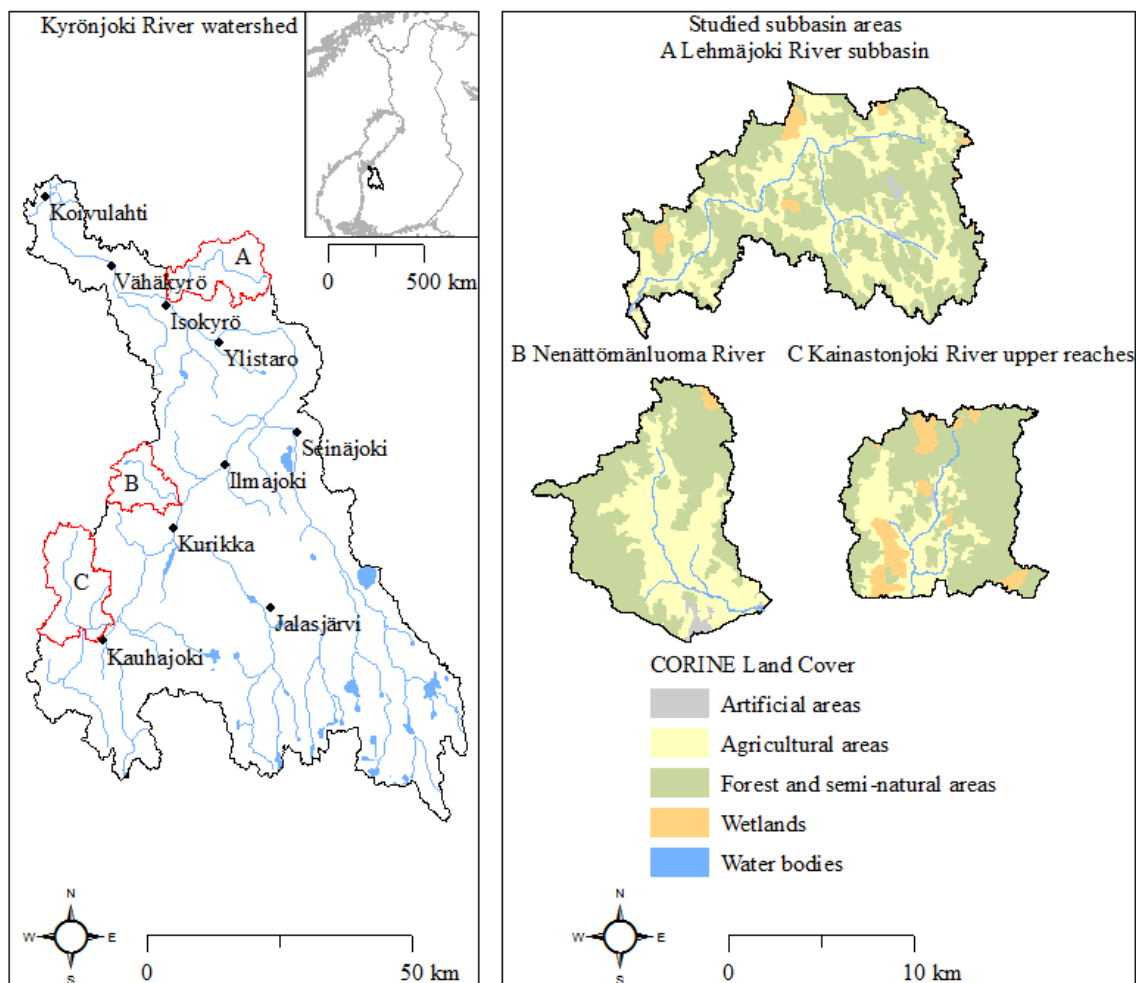 Kyrönjoki River watershed
0 500 km
Koivulahti
A
Vähäkyrö
Isokyrö
Ylistaro
Seinäjoki
B
Ilmajoki
Kurikka
C
Jalasjärvi
Kauhajoki
N
W E
S
0 50 km
Studied subbasin areas
A Lehmäjoki River subbasin
B Nenättömänluoma River
C Kainastonjoki River upper reaches
CORINE Land Cover
Artificial areas
Agricultural areas
Forest and semi-natural areas
Wetlands
Water bodies
N
W E
S
0 10 km